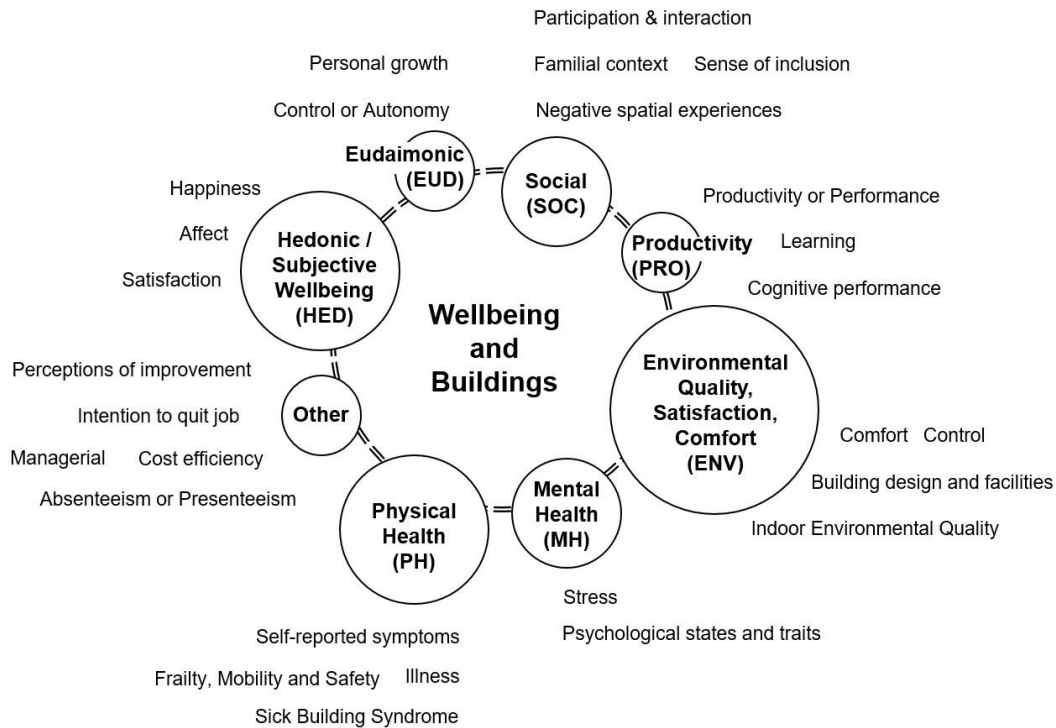 Participation & interaction
Personal growth
Familial context
Sense of inclusion
Control or Autonomy
Negative spatial experiences
Eudaimonic
(EUD)
Social
(SOC)
Happiness
Affect
Satisfaction
Hedonic /
Subjective
Wellbeing
(HED)
Productivity or Performance
Learning
Cognitive performance
Productivity
(PRO)
Wellbeing
and
Buildings
Environmental
Quality,
Satisfaction,
Comfort
(ENV)
Comfort
Control
Building design and facilities
Indoor Environmental Quality
Perceptions of improvement
Intention to quit job
Managerial
Cost efficiency
Absenteeism or Presenteeism
Other
Physical
Health
(PH)
Mental
Health
(MH)
Stress
Psychological states and traits
Self-reported symptoms
Frailty, Mobility and Safety
Illness
Sick Building Syndrome